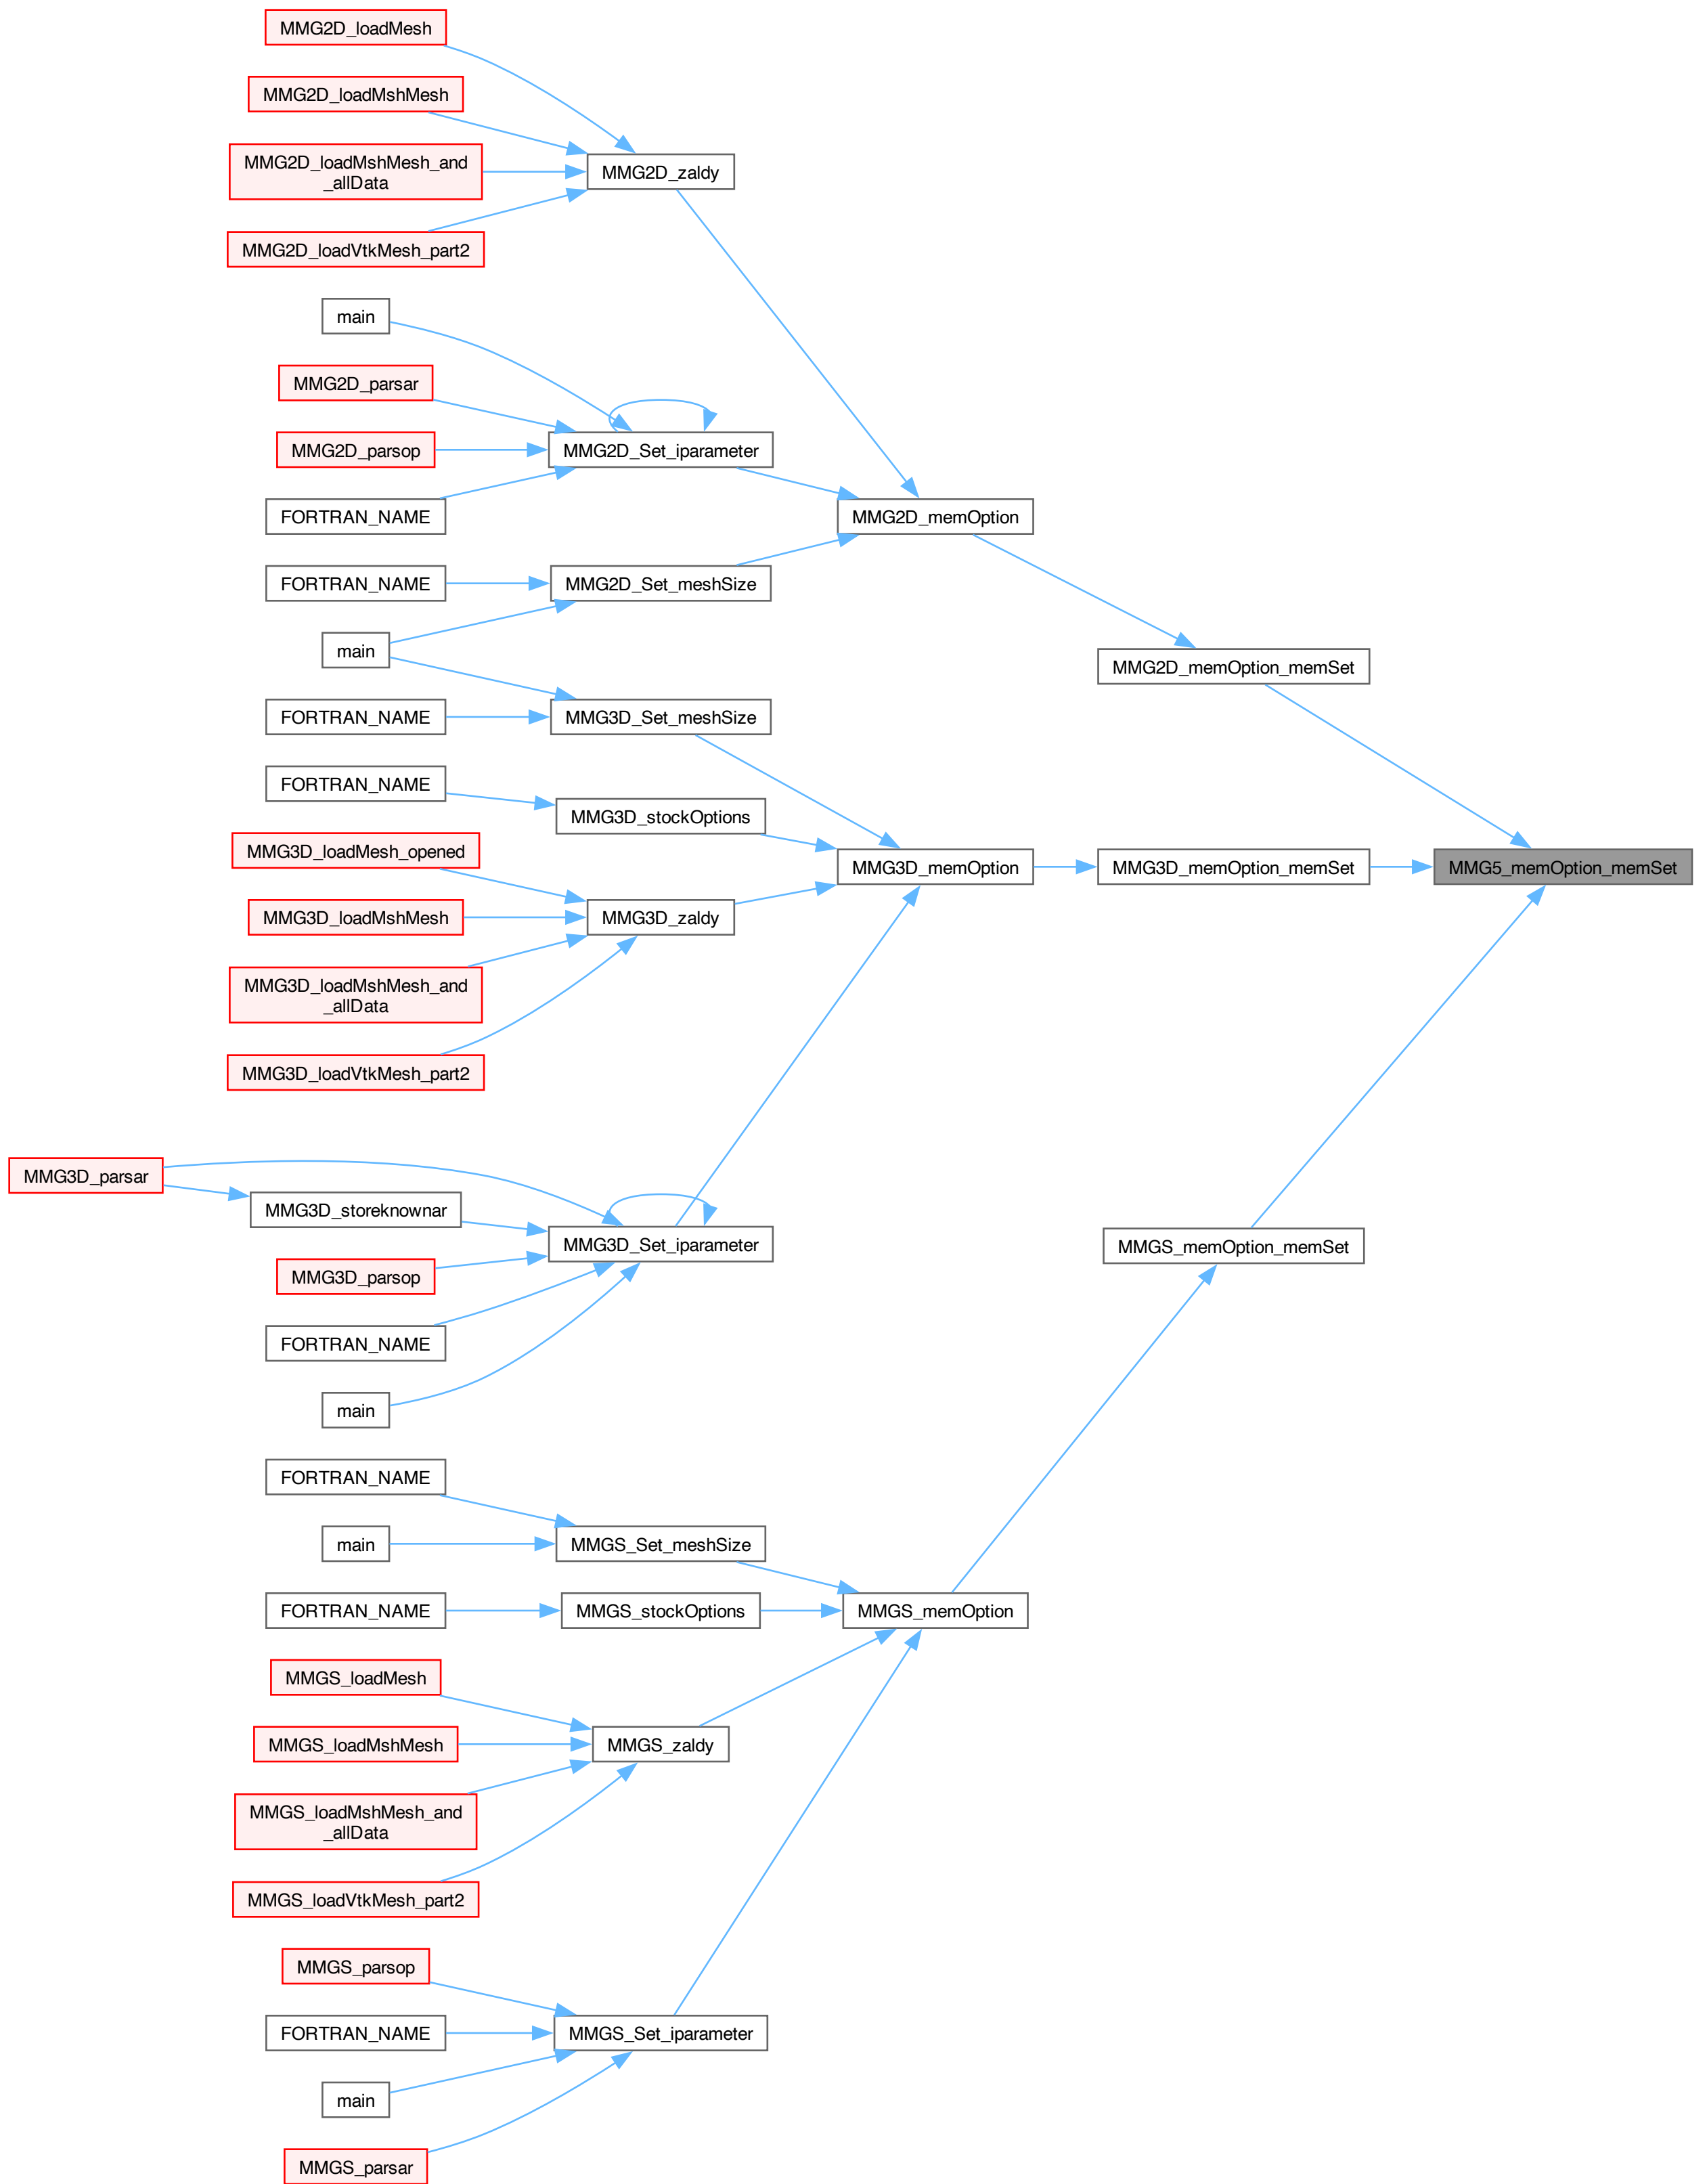 MMG2D_loadMesh
MMG2D_loadMshMesh
MMG2D_loadMshMesh_and
_allData
MMG2D_zaldy
MMG2D_loadVtkMesh_part2
main
MMG2D_parsar
MMG2D_parsop
MMG2D_Set_iparameter
FORTRAN_NAME
MMG2D_memOption
FORTRAN_NAME
MMG2D_Set_meshSize
main
MMG2D_memOption_memSet
FORTRAN_NAME
MMG3D_Set_meshSize
FORTRAN_NAME
MMG3D_stockOptions
MMG3D_loadMesh_opened
MMG3D_memOption
MMG3D_memOption_memSet
MMG5_memOption_memSet
MMG3D_loadMshMesh
MMG3D_zaldy
MMG3D_loadMshMesh_and
_allData
MMG3D_loadVtkMesh_part2
MMG3D_parsar
MMG3D_storeknownar
MMG3D_Set_iparameter
MMGS_memOption_memSet
MMG3D_parsop
FORTRAN_NAME
main
FORTRAN_NAME
main
MMGS_Set_meshSize
FORTRAN_NAME
MMGS_stockOptions
MMGS_memOption
MMGS_loadMesh
MMGS_loadMshMesh
MMGS_zaldy
MMGS_loadMshMesh_and
_allData
MMGS_loadVtkMesh_part2
MMGS_parsop
FORTRAN_NAME
MMGS_Set_iparameter
main
MMGS_parsar